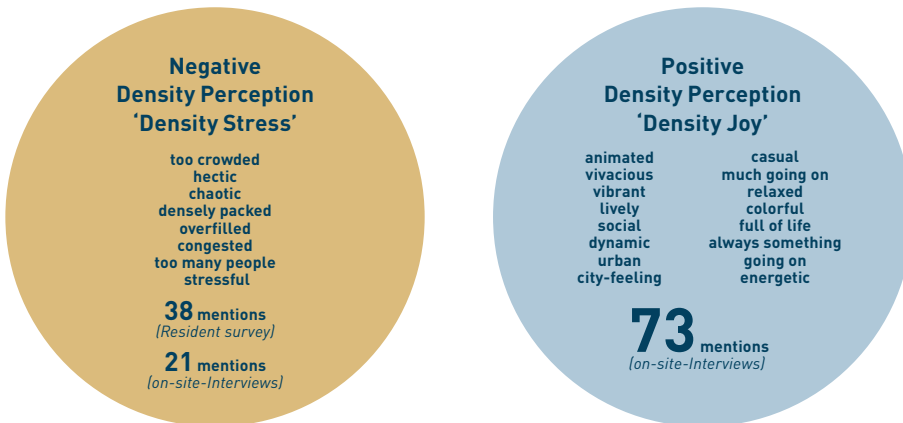 Negative
Density Perception
‘Density Stress’
too crowded
hectic
chaotic
densely packed
overfilled
congested
too many people
stressful
38 mentions
(Resident survey)
21 mentions
(on-site-Interviews)
Positive
Density Perception
‘Density Joy’
animated
vivacious
vibrant
lively
social
dynamic
urban
city-feeling
casual
much going on
relaxed
colorful
full of life
always something
going on
energetic
73 mentions
(on-site-Interviews)